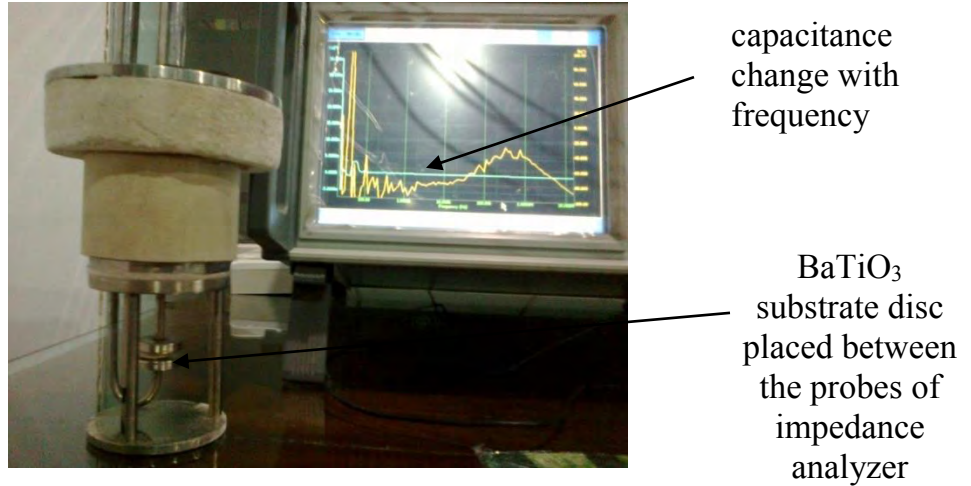 capacitance
change with
frequency
BaTiO₃
substrate disc
placed between
the probes of
impedance
analyzer